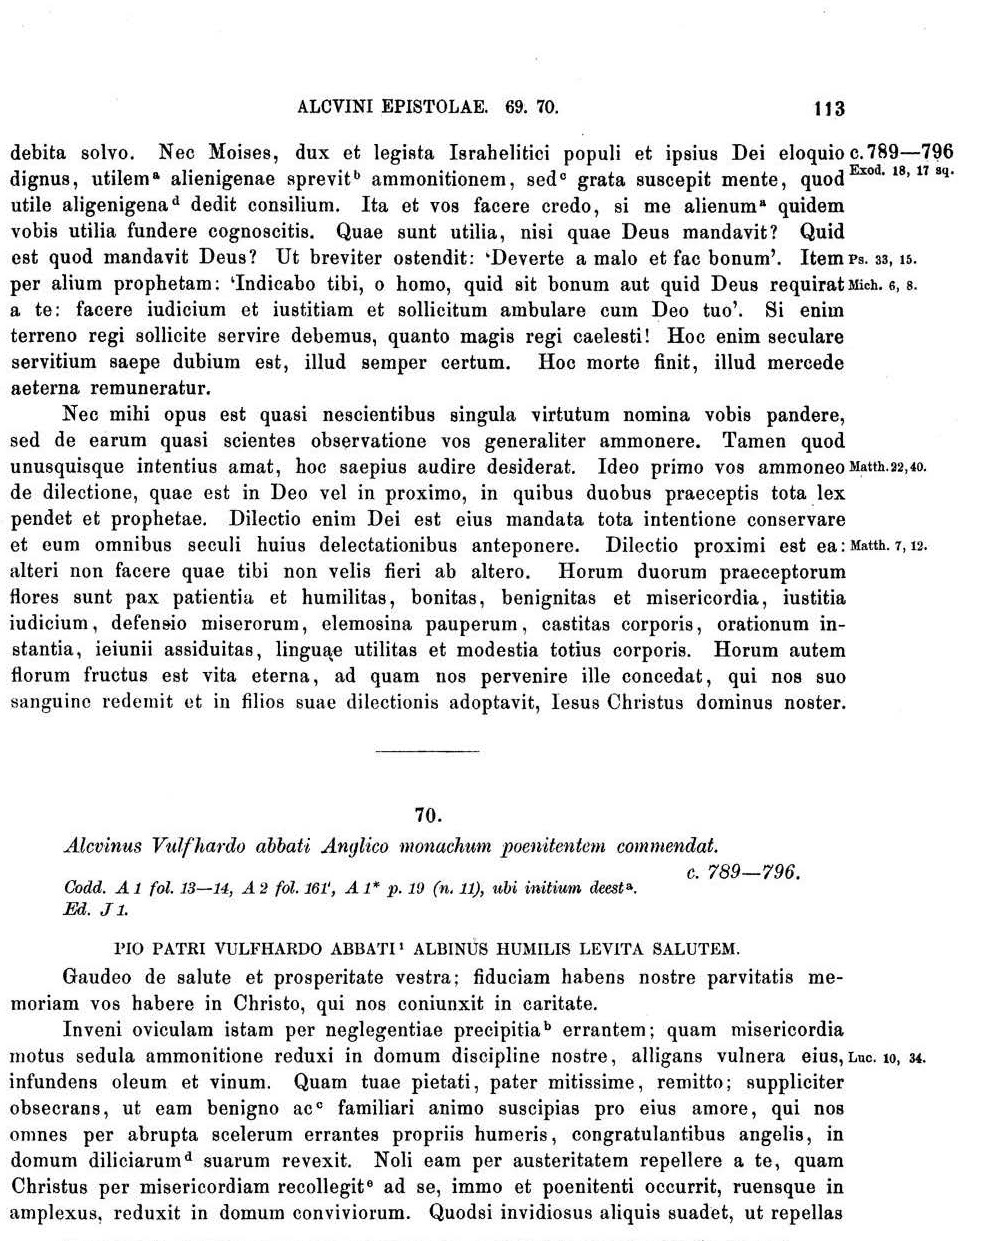 ALCVINI EPISTOLAE. 69. 70. 113
debita solvo. Nec Moises, dux et legista Israhelitici populi et ipsius Dei eloquio c. 789—796
dignus, utilemᵃ alienigenae sprevitᵇ ammonitionem, sedᶜ grata suscepit mente, quod Exod. 18, 17 sq.
utile aligenigenaᵈ dedit consilium. Ita et vos facere credo, si me alienumᵃ quidem
vobis utilia fundere cognoscitis. Quae sunt utilia, nisi quae Deus mandavit? Quid
est quod mandavit Deus? Ut breviter ostendit: ‘Deverte a malo et fac bonum’. Item Ps. 33, 15.
per alium prophetam: ‘Indicabo tibi, o homo, quid sit bonum aut quid Deus requirat Mich. 6, 8.
a te: facere iudicium et iustitiam et sollicitum ambulare cum Deo tuo’. Si enim
terreno regi sollicite servire debemus, quanto magis regi caelesti! Hoc enim seculare
servitium saepe dubium est, illud semper certum. Hoc morte finit, illud mercede
aeterna remuneratur.
Nec mihi opus est quasi nescientibus singula virtutum nomina vobis pandere,
sed de earum quasi scientes observatione vos generaliter ammonere. Tamen quod
unusquisque intentius amat, hoc saepius audire desiderat. Ideo primo vos ammoneo Matth. 22, 40.
de dilectione, quae est in Deo vel in proximo, in quibus duobus praeceptis tota lex
pendet et prophetae. Dilectio enim Dei est eius mandata tota intentione conservare
et eum omnibus seculi huius delectationibus anteponere. Dilectio proximi est ea: Matth. 7, 12.
alteri non facere quae tibi non velis fieri ab altero. Horum duorum praeceptorum
flores sunt pax patientia et humilitas, bonitas, benignitas et misericordia, iustitia
iudicium, defensio miserorum, elemosina pauperum, castitas corporis, orationum in-
stantia, ieiunii assiduitas, linguaȩ utilitas et modestia totius corporis. Horum autem
florum fructus est vita eterna, ad quam nos pervenire ille concedat, qui nos suo
sanguine redemit et in filios suae dilectionis adoptavit, Iesus Christus dominus noster.
70.
Alcvinus Vulfhardo abbati Anglico monachum poenitentem commendat.
c. 789—796.
Codd. A 1 fol. 13—14, A 2 fol. 161', A 1* p. 19 (n. 11), ubi initium deestᵃ.
Ed. J 1.
PIO PATRI VULFHARDO ABBATI¹ ALBINUS HUMILIS LEVITA SALUTEM.
Gaudeo de salute et prosperitate vestra; fiduciam habens nostre parvitatis me-
moriam vos habere in Christo, qui nos coniunxit in caritate.
Inveni oviculam istam per neglegentiae precipitiaᵇ errantem; quam misericordia
motus sedula ammonitione reduxi in domum discipline nostre, alligans vulnera eius, Luc. 10, 34.
infundens oleum et vinum. Quam tuae pietati, pater mitissime, remitto; suppliciter
obsecrans, ut eam benigno acᶜ familiari animo suscipias pro eius amore, qui nos
omnes per abrupta scelerum errantes propriis humeris, congratulantibus angelis, in
domum diliciarumᵈ suarum revexit. Noli eam per austeritatem repellere a te, quam
Christus per misericordiam recollegitᵉ ad se, immo et poenitenti occurrit, ruensque in
amplexus, reduxit in domum conviviorum. Quodsi invidiosus aliquis suadet, ut repellas